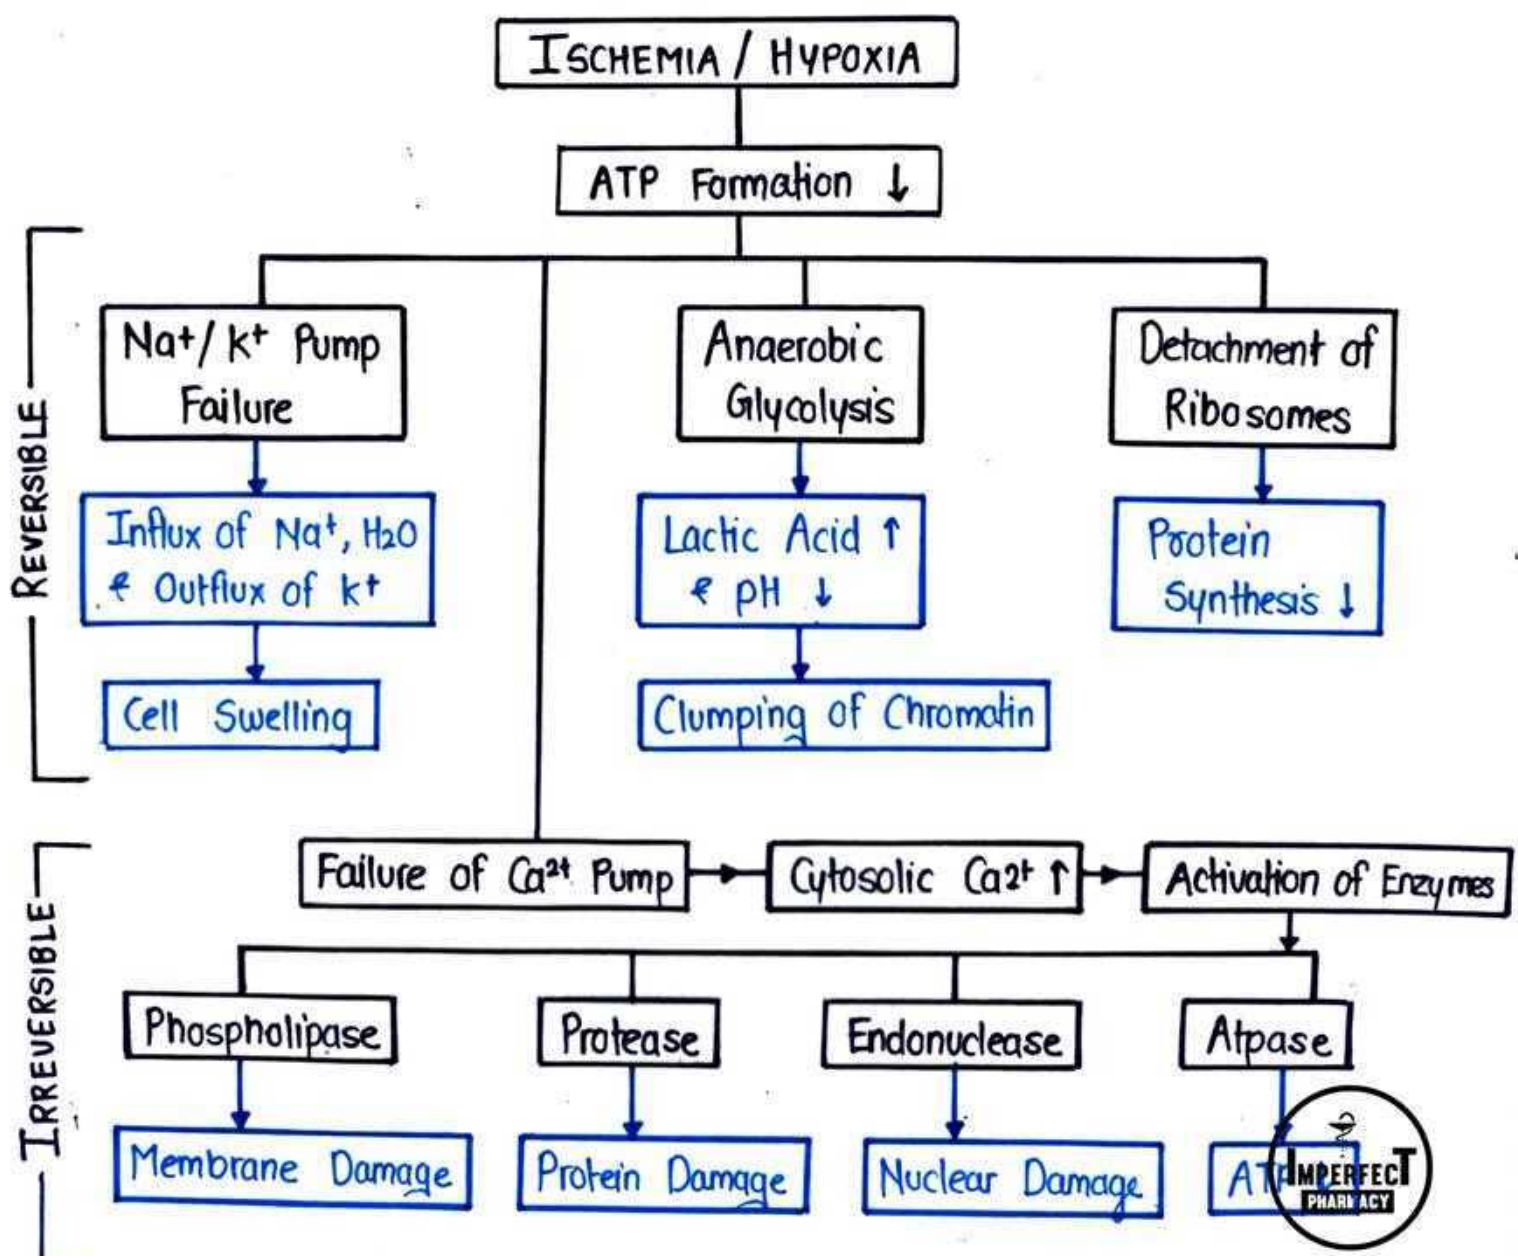 ISCHEMIA / HYPOXIA
ATP Formation ↓
REVERSIBLE
Na+/K+ Pump
Failure
Anaerobic
Glycolysis
Detachment of
Ribosomes
Influx of Na+, H2O
& Outflux of K+
Lactic Acid ↑
& pH ↓
Protein
Synthesis ↓
Cell Swelling
Clumping of Chromatin
IRREVERSIBLE
Failure of Ca2+ Pump
Cytosolic Ca2+ ↑
Activation of Enzymes
Phospholipase
Protease
Endonuclease
Atpase
Membrane Damage
Protein Damage
Nuclear Damage
IMPERFECT
PHARMACY